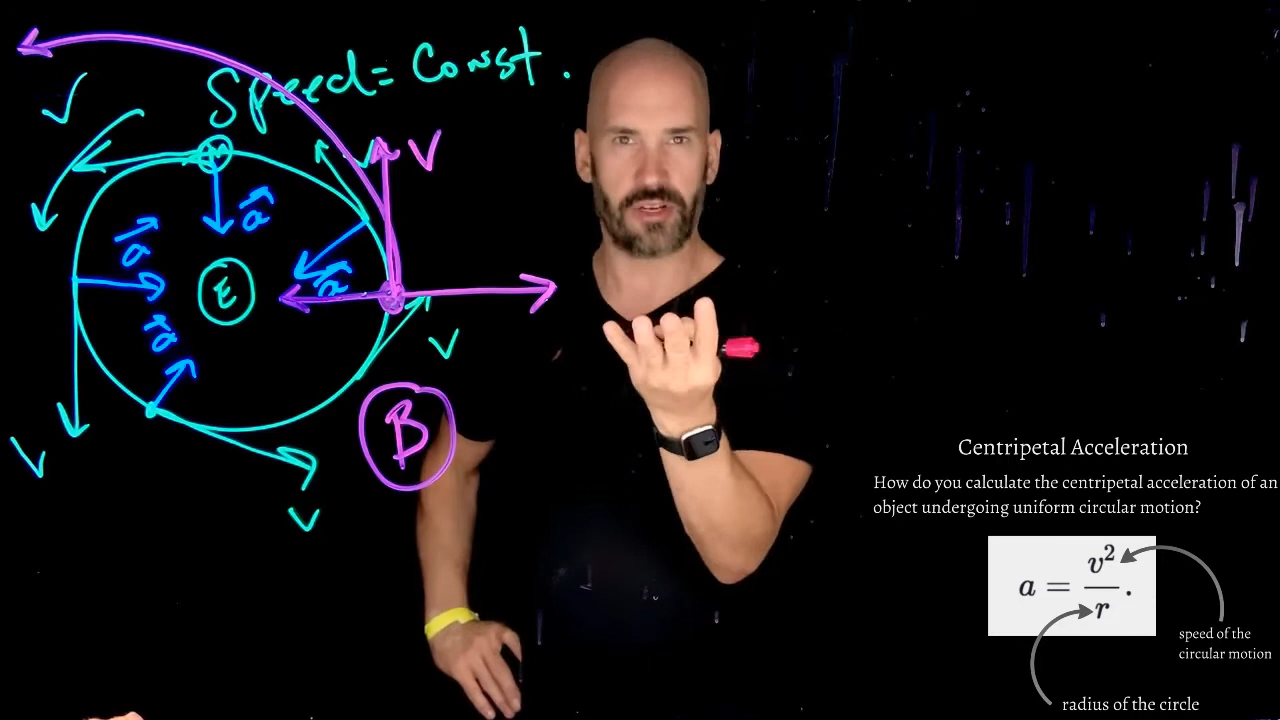 Speed = Const.
V
V
V
a
a
a
a
E
M
V
B
V
V
Centripetal Acceleration
How do you calculate the centripetal acceleration of an
object undergoing uniform circular motion?
a = v²/r.
speed of the
circular motion
radius of the circle